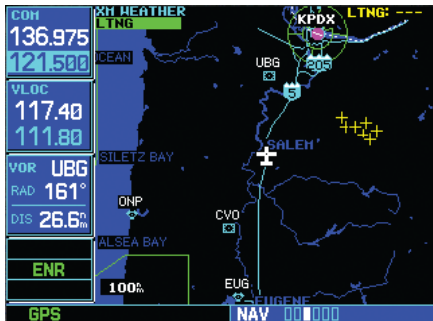 COM
136.975
121.500
VLOC
117.40
111.80
VOR UBG
RAD 161°
DIS 26.6nm
ENR
GPS
XM WEATHER
LTNG
LTNG: ---
OCEAN
KPDX
UBG
205
5
SALEM
SILETZ BAY
ONP
CVO
ALSEA BAY
100nm
EUG
EUGENE
NAV